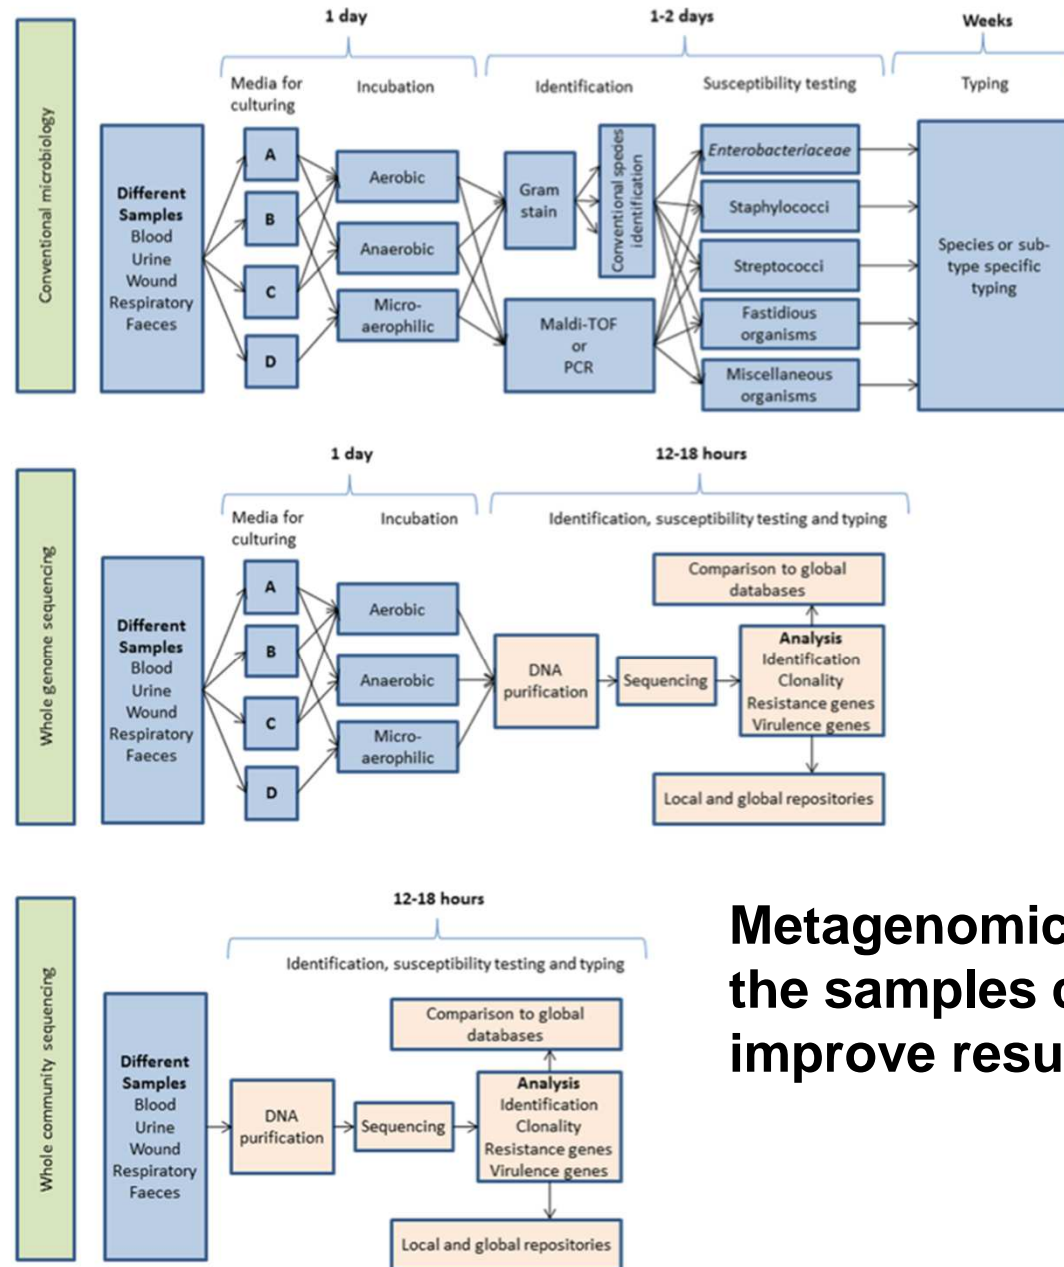 Conventional microbiology
1 day
1-2 days
Weeks
Media for
culturing
Incubation
Identification
Susceptibility testing
Typing
Different
Samples
Blood
Urine
Wound
Respiratory
Faeces
A
B
C
D
Aerobic
Anaerobic
Micro-
aerophilic
Gram
stain
Conventional species
identification
Maldi-TOF
or
PCR
Enterobacteriaceae
Staphylococci
Streptococci
Fastidious
organisms
Miscellaneous
organisms
Species or sub-
type specific
typing
Whole genome sequencing
1 day
12-18 hours
Media for
culturing
Incubation
Identification, susceptibility testing and typing
Different
Samples
Blood
Urine
Wound
Respiratory
Faeces
A
B
C
D
Aerobic
Anaerobic
Micro-
aerophilic
DNA
purification
Sequencing
Comparison to global
databases
Analysis
Identification
Clonality
Resistance genes
Virulence genes
Local and global repositories
Whole community sequencing
12-18 hours
Identification, susceptibility testing and typing
Different
Samples
Blood
Urine
Wound
Respiratory
Faeces
DNA
purification
Sequencing
Comparison to global
databases
Analysis
Identification
Clonality
Resistance genes
Virulence genes
Local and global repositories
Metagenomic
the samples
improve